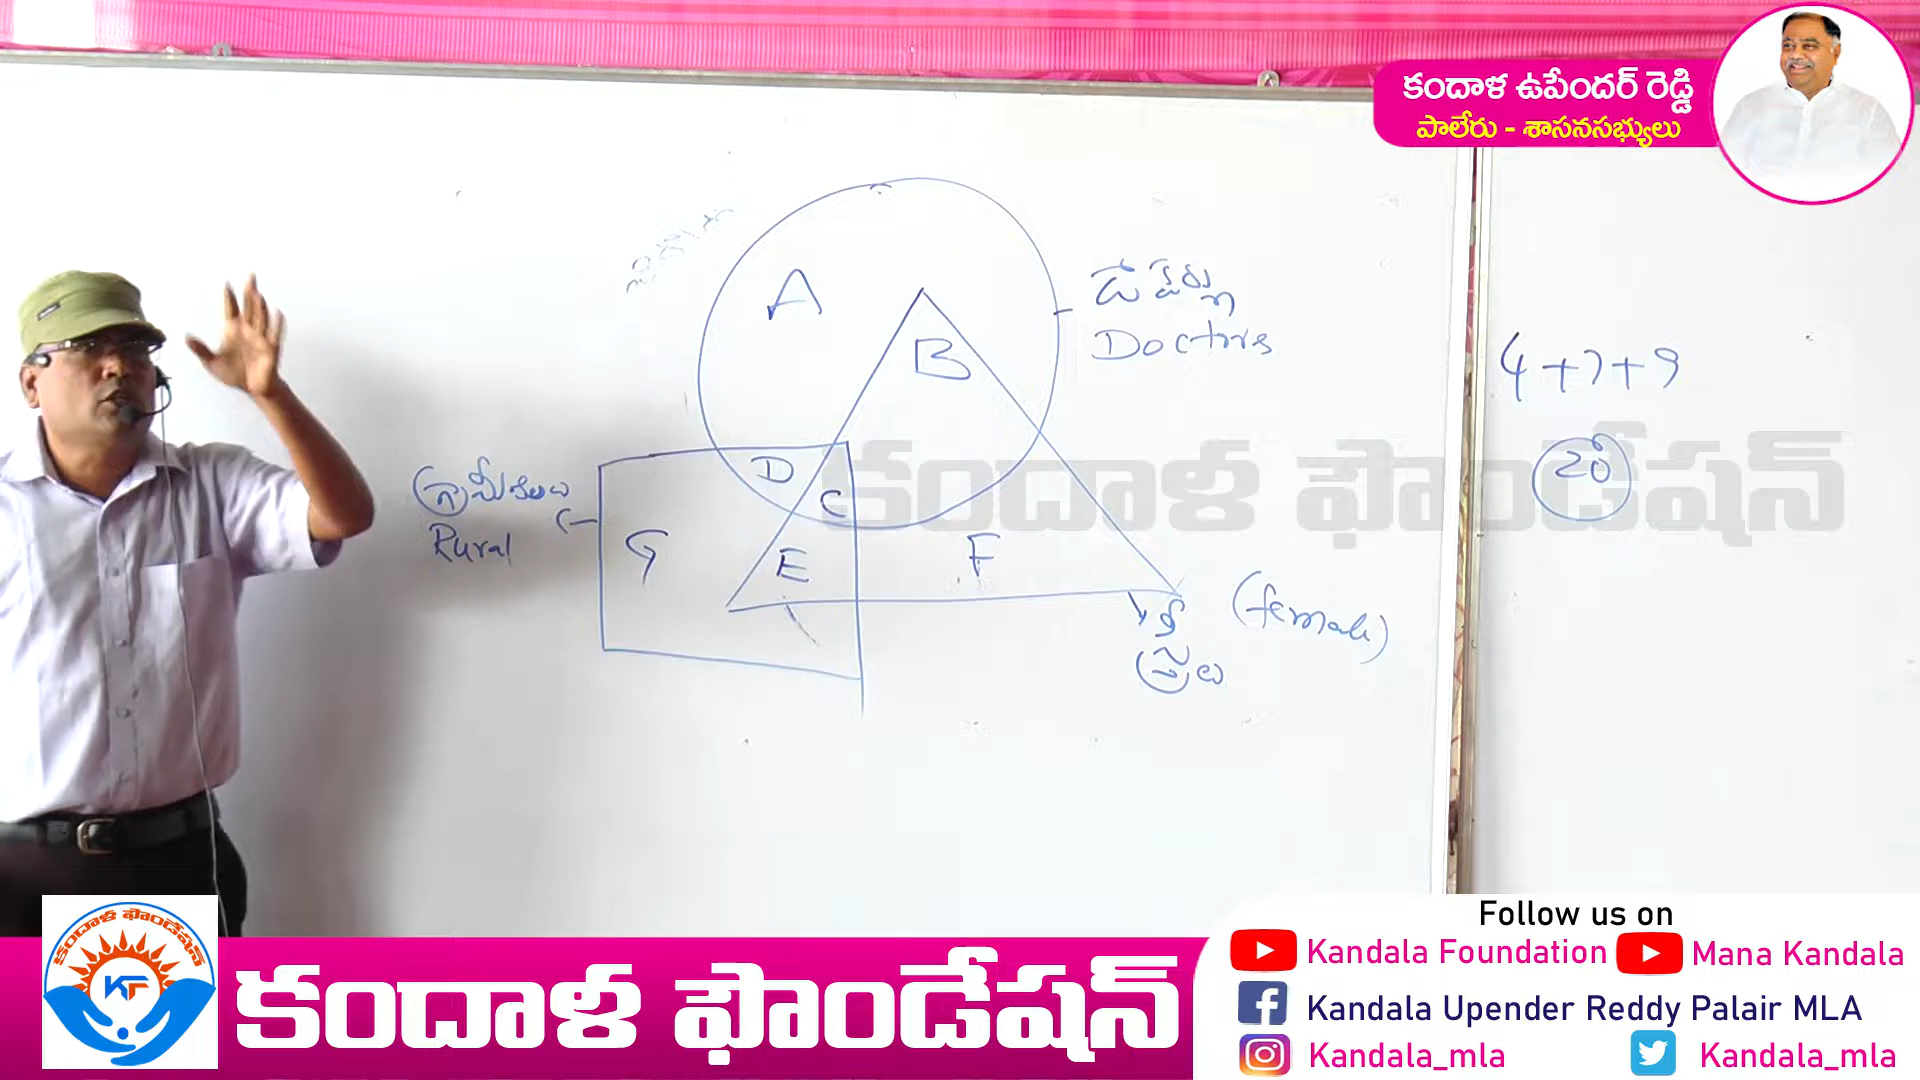 కందాళ ఉపేందర్ రెడ్డి
పాలేరు - శాసనసభ్యులు
A
B
డాక్టర్లు
Doctors
4+7+9
20
D
C
గ్రామీణులు
Rural
G
E
F
స్త్రీలు
(female)
కందాళ ఫౌండేషన్
కందాళ ఫౌండేషన్
KF
కందాళ ఫౌండేషన్
Follow us on
Kandala Foundation
Mana Kandala
Kandala Upender Reddy Palair MLA
Kandala_mla
Kandala_mla